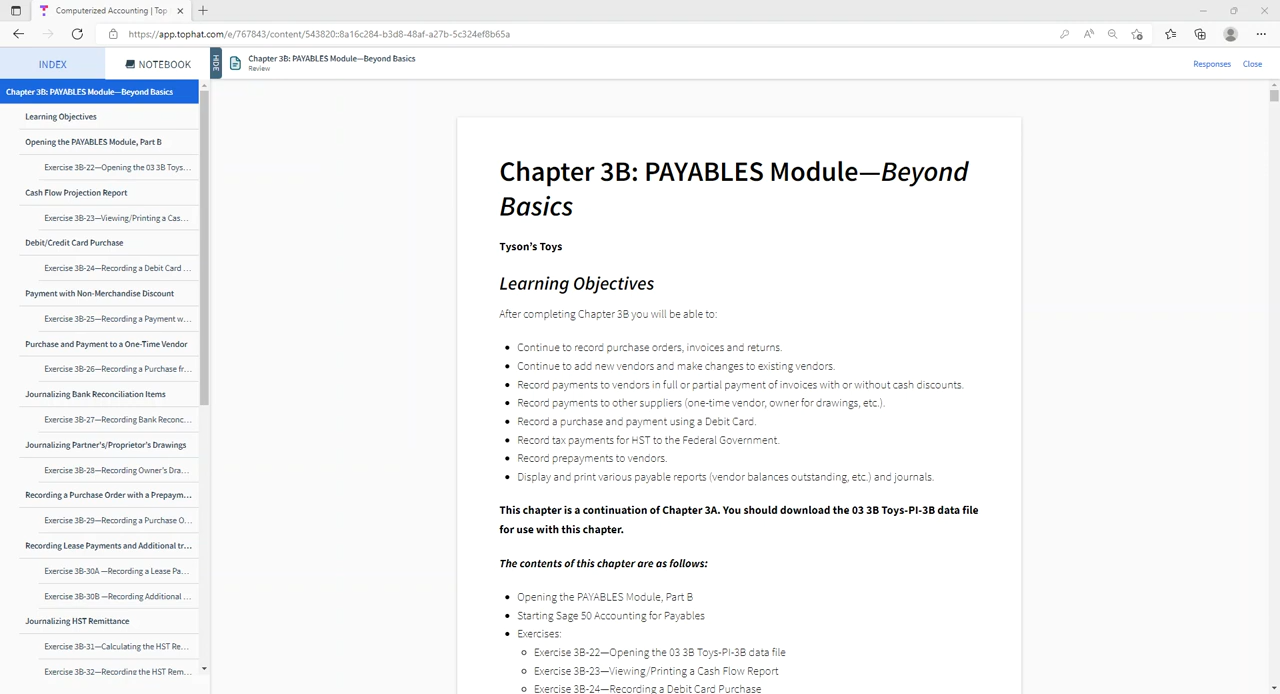 Computerized Accounting | Top
https://app.tophat.com/e/767843/content/543820::8a16c284-b3d8-48af-a27b-5c324ef8b65a
INDEX
NOTEBOOK
HIDE
Chapter 3B: PAYABLES Module—Beyond Basics
Review
Responses
Close
Chapter 3B: PAYABLES Module—Beyond Basics
Learning Objectives
Opening the PAYABLES Module, Part B
Exercise 3B-22—Opening the 03 3B Toys...
Cash Flow Projection Report
Exercise 3B-23—Viewing/Printing a Cas...
Debit/Credit Card Purchase
Exercise 3B-24—Recording a Debit Card ...
Payment with Non-Merchandise Discount
Exercise 3B-25—Recording a Payment w...
Purchase and Payment to a One-Time Vendor
Exercise 3B-26—Recording a Purchase fr...
Journalizing Bank Reconciliation Items
Exercise 3B-27—Recording Bank Reconc...
Journalizing Partner's/Proprietor's Drawings
Exercise 3B-28—Recording Owner's Dra...
Recording a Purchase Order with a Prepaym...
Exercise 3B-29—Recording a Purchase O...
Recording Lease Payments and Additional tr...
Exercise 3B-30A —Recording a Lease Pa...
Exercise 3B-30B —Recording Additional ...
Journalizing HST Remittance
Exercise 3B-31—Calculating the HST Re...
Exercise 3B-32—Recording the HST Rem...
Chapter 3B: PAYABLES Module—Beyond
Basics
Tyson's Toys
Learning Objectives
After completing Chapter 3B you will be able to:
• Continue to record purchase orders, invoices and returns.
• Continue to add new vendors and make changes to existing vendors.
• Record payments to vendors in full or partial payment of invoices with or without cash discounts.
• Record payments to other suppliers (one-time vendor, owner for drawings, etc.).
• Record a purchase and payment using a Debit Card.
• Record tax payments for HST to the Federal Government.
• Record prepayments to vendors.
• Display and print various payable reports (vendor balances outstanding, etc.) and journals.
This chapter is a continuation of Chapter 3A. You should download the 03 3B Toys-PI-3B data file
for use with this chapter.
The contents of this chapter are as follows:
• Opening the PAYABLES Module, Part B
• Starting Sage 50 Accounting for Payables
• Exercises:
Exercise 3B-22—Opening the 03 3B Toys-PI-3B data file
Exercise 3B-23—Viewing/Printing a Cash Flow Report
Exercise 3B-24—Recording a Debit Card Purchase